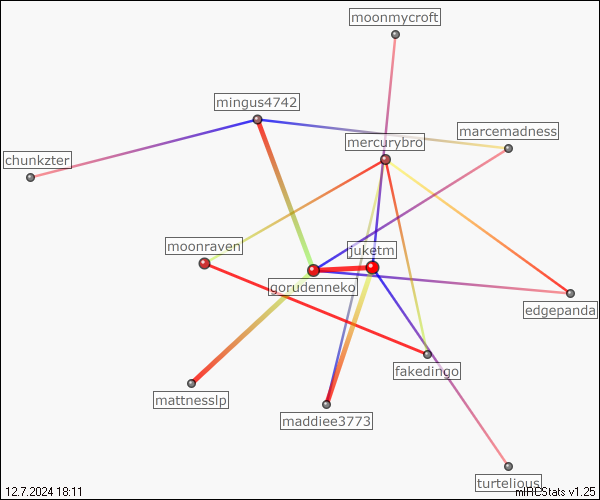 moonmycroft
mingus4742
marcemadness
mercurybro
chunkzter
moonraven
juketm
goordenneko
edgepanda
fakedingo
mattnesslp
maddiee3773
turtelious
12.7.2024 18:11
mIRCStats v1.25